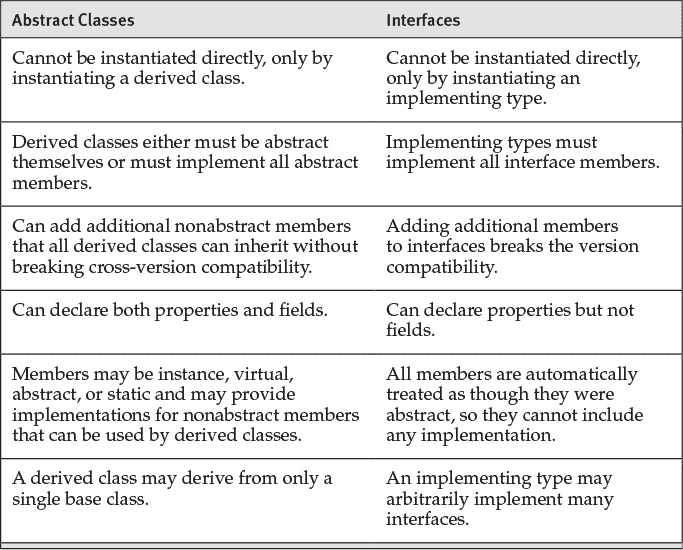 Abstract Classes
Interfaces
Cannot be instantiated directly, only by
instantiating a derived class.
Cannot be instantiated directly,
only by instantiating an
implementing type.
Derived classes either must be abstract
themselves or must implement all abstract
members.
Implementing types must
implement all interface members.
Can add additional nonabstract members
that all derived classes can inherit without
breaking cross-version compatibility.
Adding additional members
to interfaces breaks the version
compatibility.
Can declare both properties and fields.
Can declare properties but not
fields.
Members may be instance, virtual,
abstract, or static and may provide
implementations for nonabstract members
that can be used by derived classes.
All members are automatically
treated as though they were
abstract, so they cannot include
any implementation.
A derived class may derive from only a
single base class.
An implementing type may
arbitrarily implement many
interfaces.